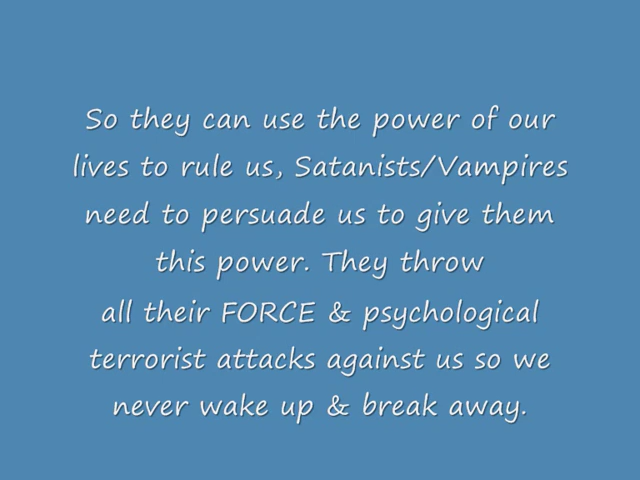 So they can use the power of our
lives to rule us, Satanists/Vampires
need to persuade us to give them
this power. They throw
all their FORCE & psychological
terrorist attacks against us so we
never wake up & break away.